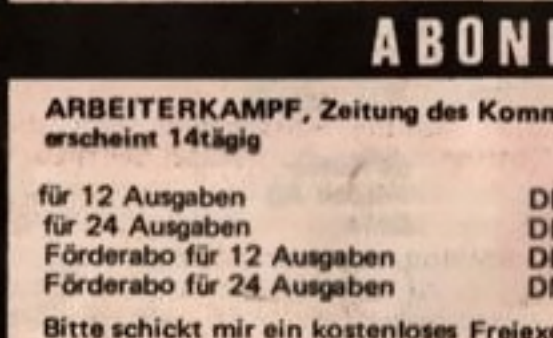 ABON
ARBEITERKAMPF, Zeitung des Komm
erscheint 14tägig
für 12 Ausgaben D
für 24 Ausgaben D
Förderabo für 12 Ausgaben D
Förderabo für 24 Ausgaben D
Bitte schickt mir ein kostenloses Freiex